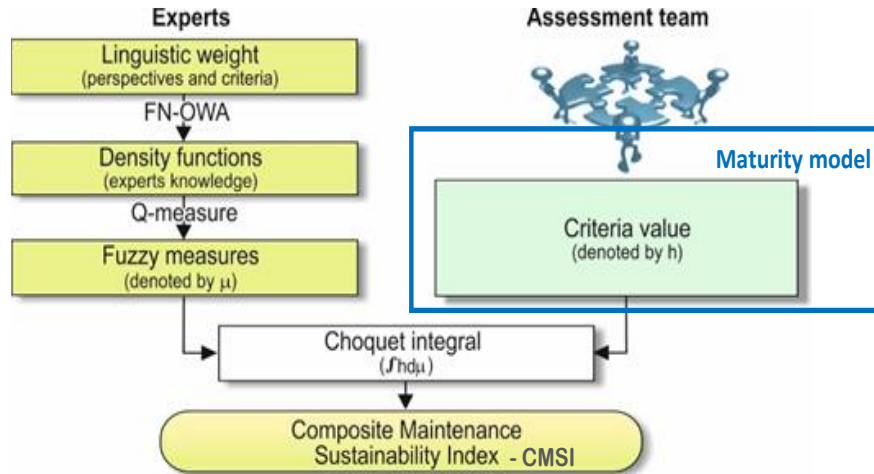 Experts
Linguistic weight
(perspectives and criteria)
FN-OWA
Density functions
(experts knowledge)
Q-measure
Fuzzy measures
(denoted by μ)
Assessment team
Maturity model
Criteria value
(denoted by h)
Choquet integral
(∫hdμ)
Composite Maintenance
Sustainability Index - CMSI